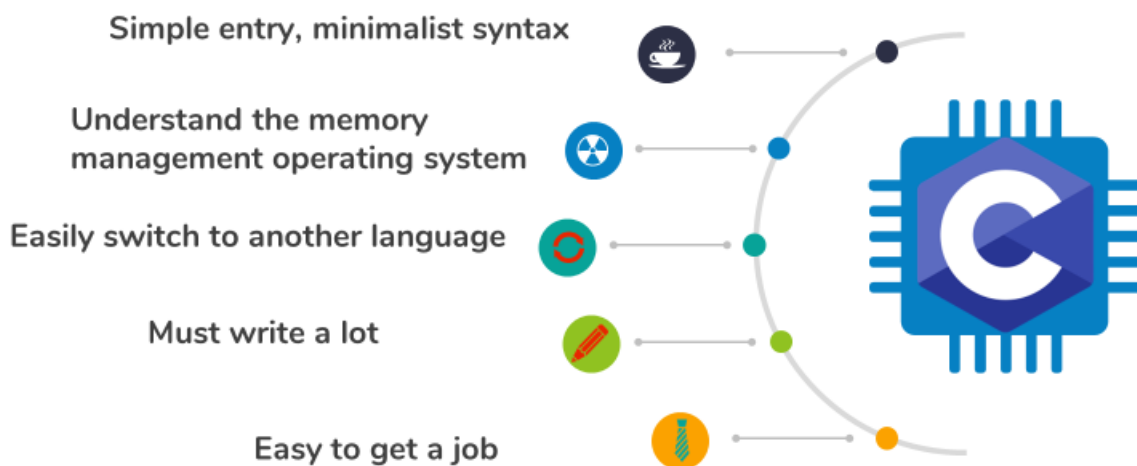 Simple entry, minimalist syntax
Understand the memory
management operating system
Easily switch to another language
Must write a lot
Easy to get a job
C